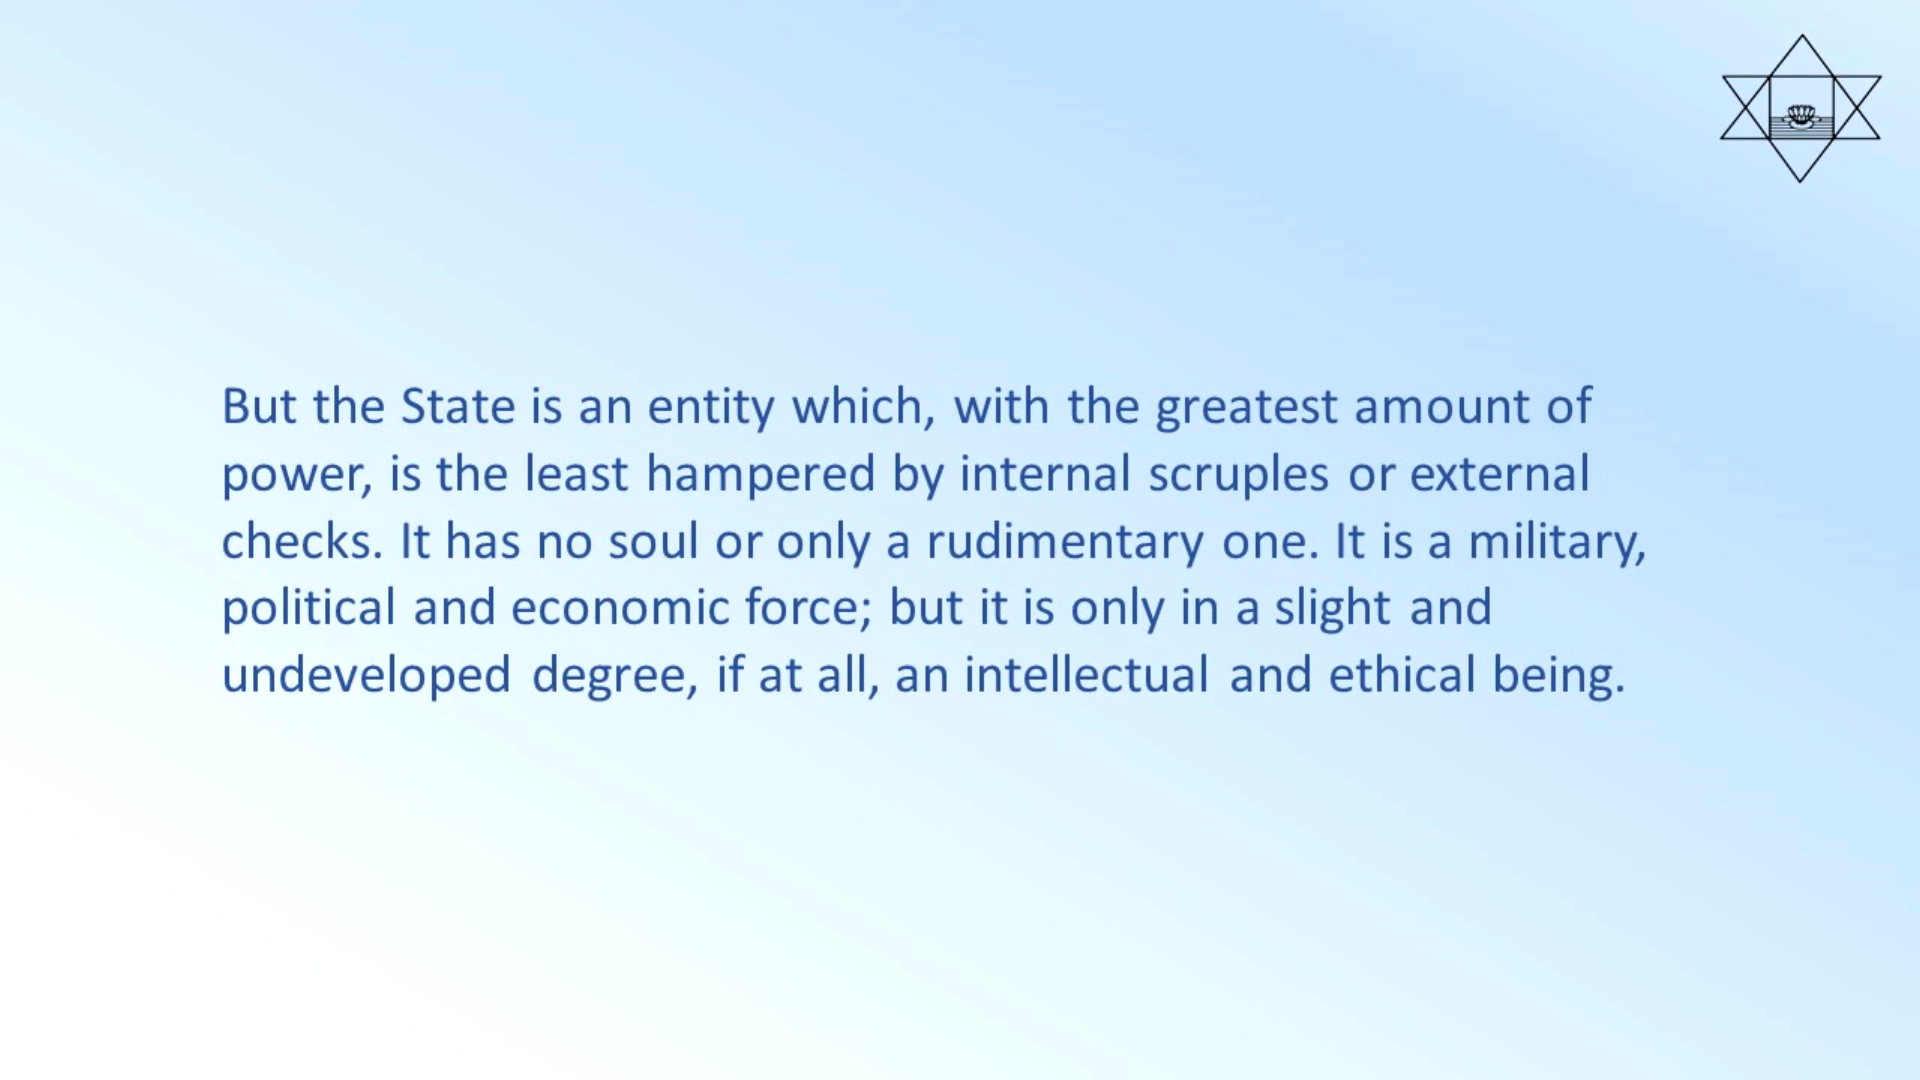 But the State is an entity which, with the greatest amount of
power, is the least hampered by internal scruples or external
checks. It has no soul or only a rudimentary one. It is a military,
political and economic force; but it is only in a slight and
undeveloped degree, if at all, an intellectual and ethical being.